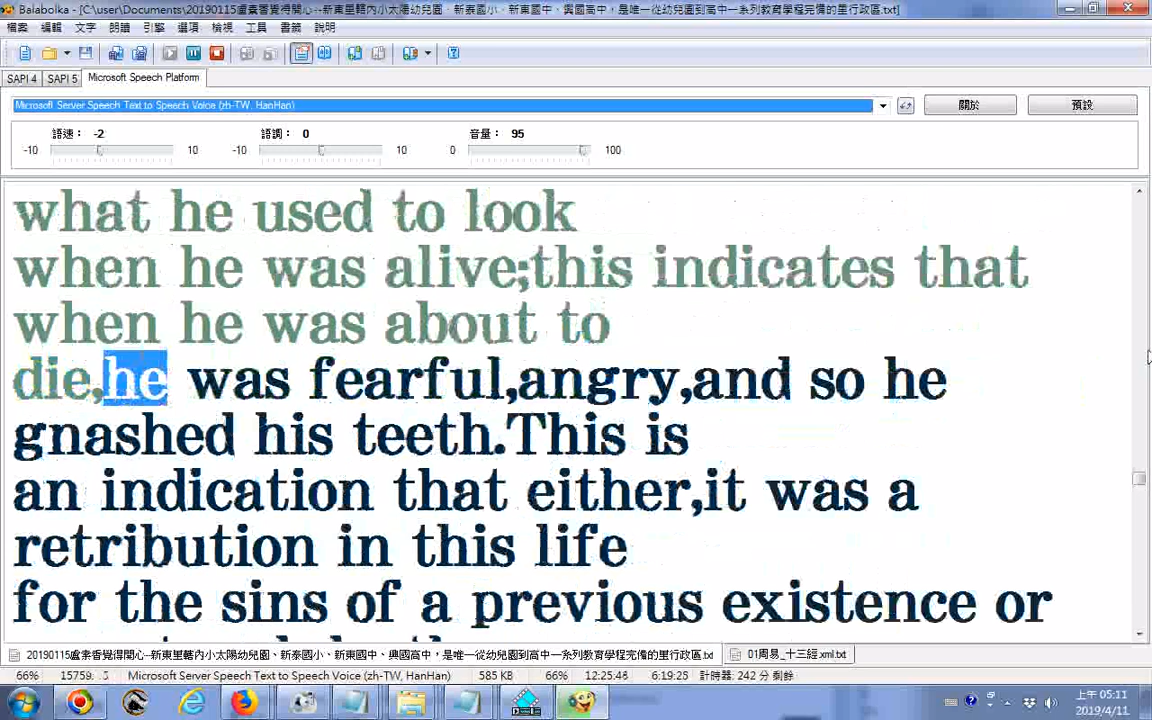 Balabolka - [C:\user\Documents\20190115盧素香覺得開心--新東里轄內小太陽幼兒園、新泰國小、新東國中、興國高中，是唯一從幼兒園到高中一系列教育學程完備的里行政區.txt]
檔案 編輯 文字 朗讀 引擎 選項 檢視 工具 書籤 說明
SAPI 4 SAPI 5 Microsoft Speech Platform
Microsoft Server Speech Text to Speech Voice (zh-TW, HanHan) 關於 預設
語速： -2 語調： 0 音量： 95
-10 10 -10 10 0 100
what he used to look
when he was alive;this indicates that
when he was about to
die,he was fearful,angry,and so he
gnashed his teeth.This is
an indication that either,it was a
retribution in this life
for the sins of a previous existence or
20190115盧素香覺得開心--新東里轄內小太陽幼兒園、新泰國小、新東國中、興國高中，是唯一從幼兒園到高中一系列教育學程完備的里行政區.txt 01周易_十三經.xml.txt
66% Microsoft Server Speech Text to Speech Voice (zh-TW, HanHan) 585 KB 66% 12:25:46 6:19:25 計時器: 242 分 剩餘
上午 05:11
2019/4/11